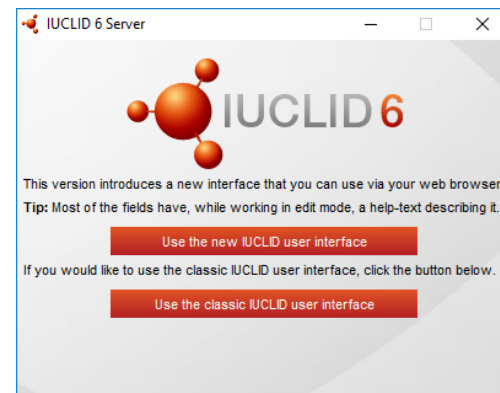 IUCLID 6 Server
IUCLID 6
This version introduces a new interface that you can use via your web browser
Tip: Most of the fields have, while working in edit mode, a help-text describing it.
Use the new IUCLID user interface
If you would like to use the classic IUCLID user interface, click the button below.
Use the classic IUCLID user interface